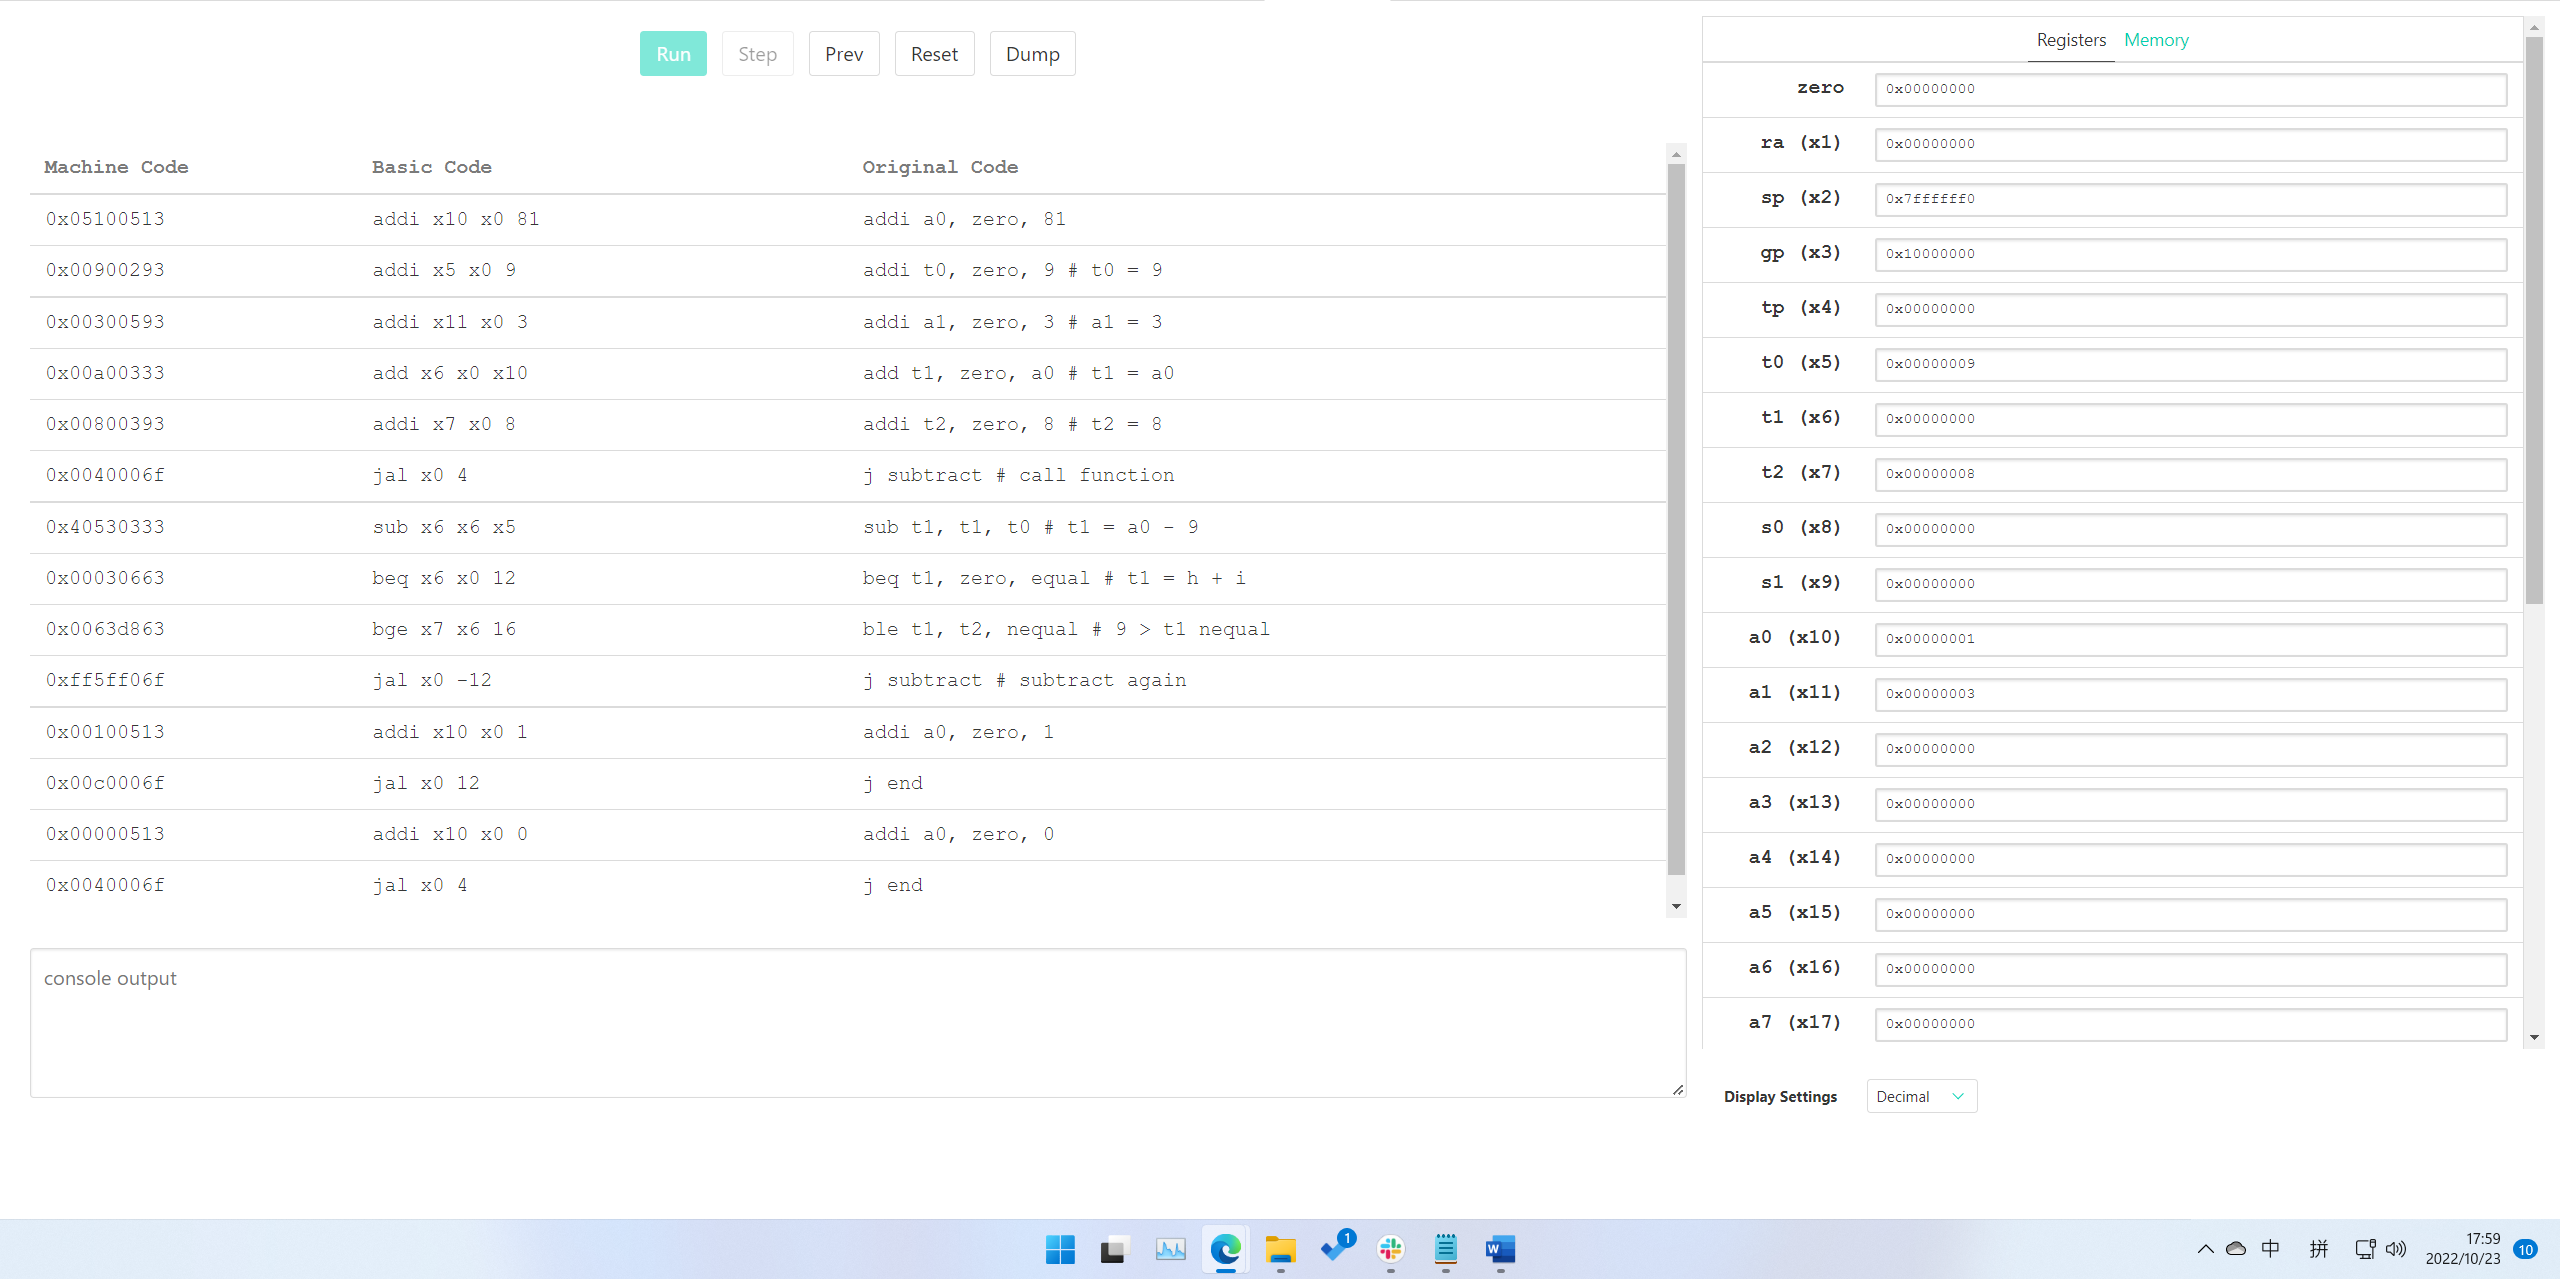 Run Step Prev Reset Dump
Machine Code Basic Code Original Code
0x05100513 addi x10 x0 81 addi a0, zero, 81
0x00900293 addi x5 x0 9 addi t0, zero, 9 # t0 = 9
0x00300593 addi x11 x0 3 addi a1, zero, 3 # a1 = 3
0x00a00333 add x6 x0 x10 add t1, zero, a0 # t1 = a0
0x00800393 addi x7 x0 8 addi t2, zero, 8 # t2 = 8
0x0040006f jal x0 4 j subtract # call function
0x40530333 sub x6 x6 x5 sub t1, t1, t0 # t1 = a0 - 9
0x00030663 beq x6 x0 12 beq t1, zero, equal # t1 = h + i
0x0063d863 bge x7 x6 16 ble t1, t2, nequal # 9 > t1 nequal
0xff5ff06f jal x0 -12 j subtract # subtract again
0x00100513 addi x10 x0 1 addi a0, zero, 1
0x00c0006f jal x0 12 j end
0x00000513 addi x10 x0 0 addi a0, zero, 0
0x0040006f jal x0 4 j end
console output
Registers Memory
zero 0x00000000
ra (x1) 0x00000000
sp (x2) 0x7ffffff0
gp (x3) 0x10000000
tp (x4) 0x00000000
t0 (x5) 0x00000009
t1 (x6) 0x00000000
t2 (x7) 0x00000008
s0 (x8) 0x00000000
s1 (x9) 0x00000000
a0 (x10) 0x00000001
a1 (x11) 0x00000003
a2 (x12) 0x00000000
a3 (x13) 0x00000000
a4 (x14) 0x00000000
a5 (x15) 0x00000000
a6 (x16) 0x00000000
a7 (x17) 0x00000000
Display Settings Decimal
1
W
中 拼
17:59
2022/10/23
10